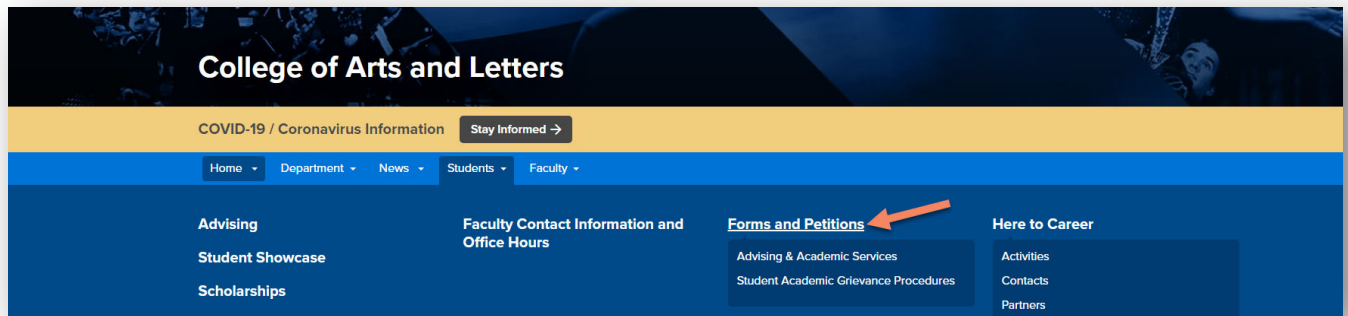 College of Arts and Letters
COVID-19 / Coronavirus Information
Stay Informed →
Home
Department
News
Students
Faculty
Advising
Student Showcase
Scholarships
Faculty Contact Information and
Office Hours
Forms and Petitions
Advising & Academic Services
Student Academic Grievance Procedures
Here to Career
Activities
Contacts
Partners